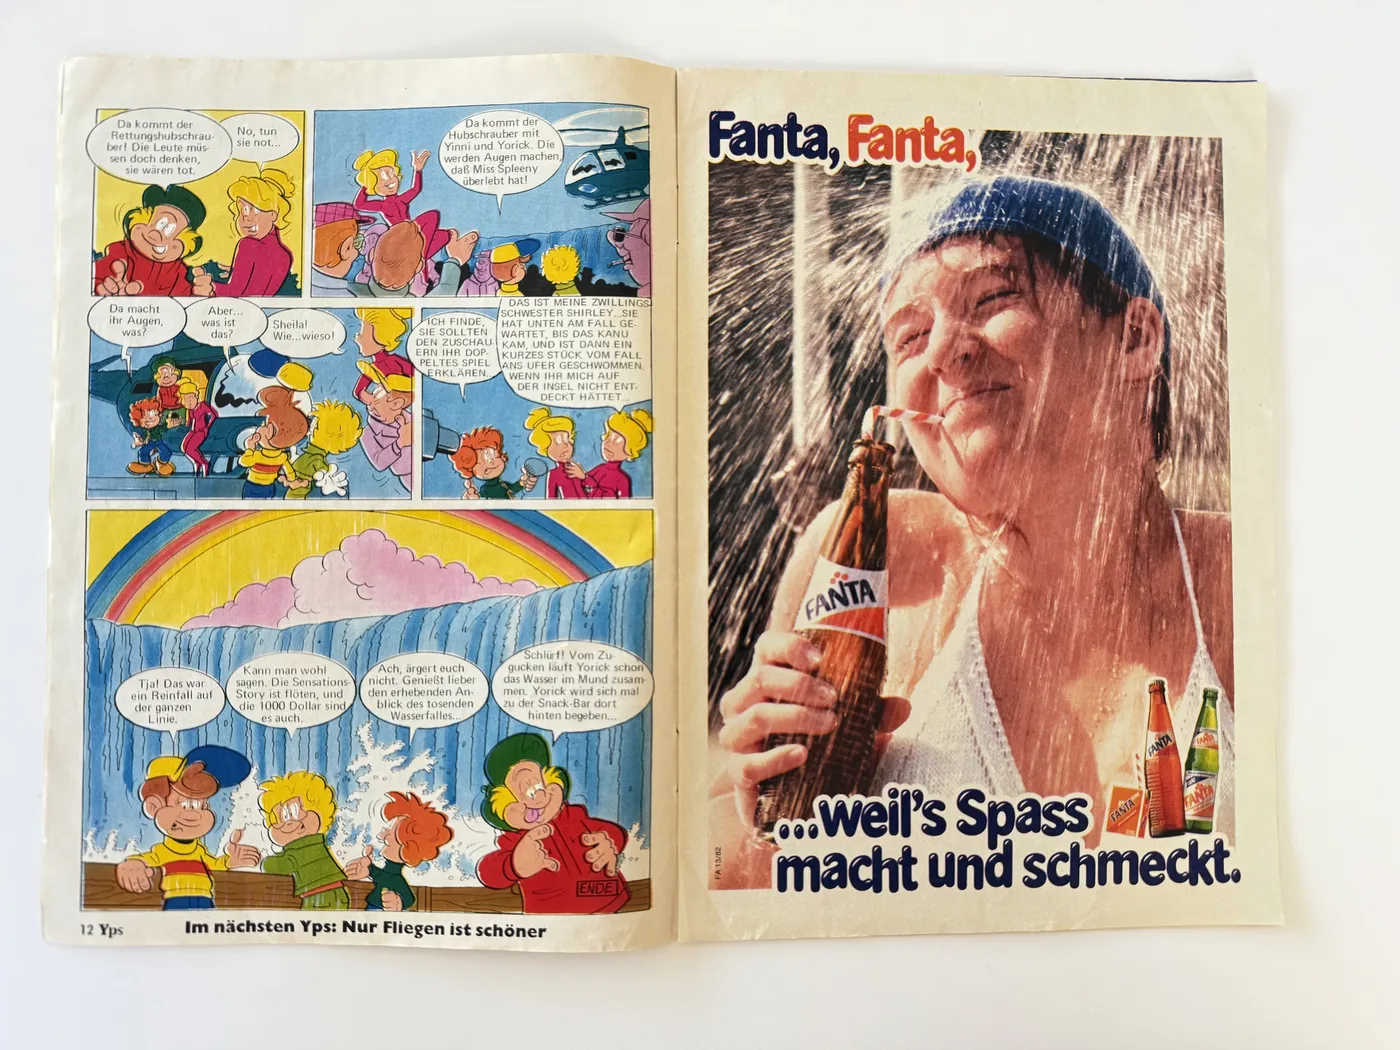 Da kommt der
Rettungshubschrau-
ber! Die Leute müs-
sen doch denken,
sie wären tot.
No, tun
sie not...
Da kommt der
Hubschrauber mit
Yinni und Yorick. Die
werden Augen machen,
daß Miss Spleeny
überlebt hat!
Da macht
ihr Augen,
was?
Aber...
was ist
das?
Sheila!
Wie...wieso!
ICH FINDE,
SIE SOLLTEN
DEN ZUSCHAU-
ERN IHR DOP-
PELTES SPIEL
ERKLÄREN.
DAS IST MEINE ZWILLINGS-
SCHWESTER SHIRLEY...SIE
HAT UNTEN AM FALL GE-
WARTET, BIS DAS KANU
KAM, UND IST DANN EIN
KURZES STÜCK VOM FALL
ANS UFER GESCHWOMMEN,
WENN IHR MICH AUF
DER INSEL NICHT ENT-
DECKT HÄTTET...
Tja! Das war
ein Reinfall auf
der ganzen
Linie.
Kann man wohl
sagen. Die Sensations-
Story ist flöten, und
die 1000 Dollar sind
es auch.
Ach, ärgert euch
nicht. Genießt lieber
den erhebenden An-
blick des tosenden
Wasserfalles...
Schlürf! Vom Zu-
gucken läuft Yorick schon
das Wasser im Mund zusam-
men. Yorick wird sich mal
zu der Snack-Bar dort
hinten begeben...
ENDE
12 Yps
Im nächsten Yps: Nur Fliegen ist schöner
Fanta, Fanta,
FANTA
FANTA
FANTA
FANTA
FANTA
...weil's Spass
macht und schmeckt.
FA 13/82